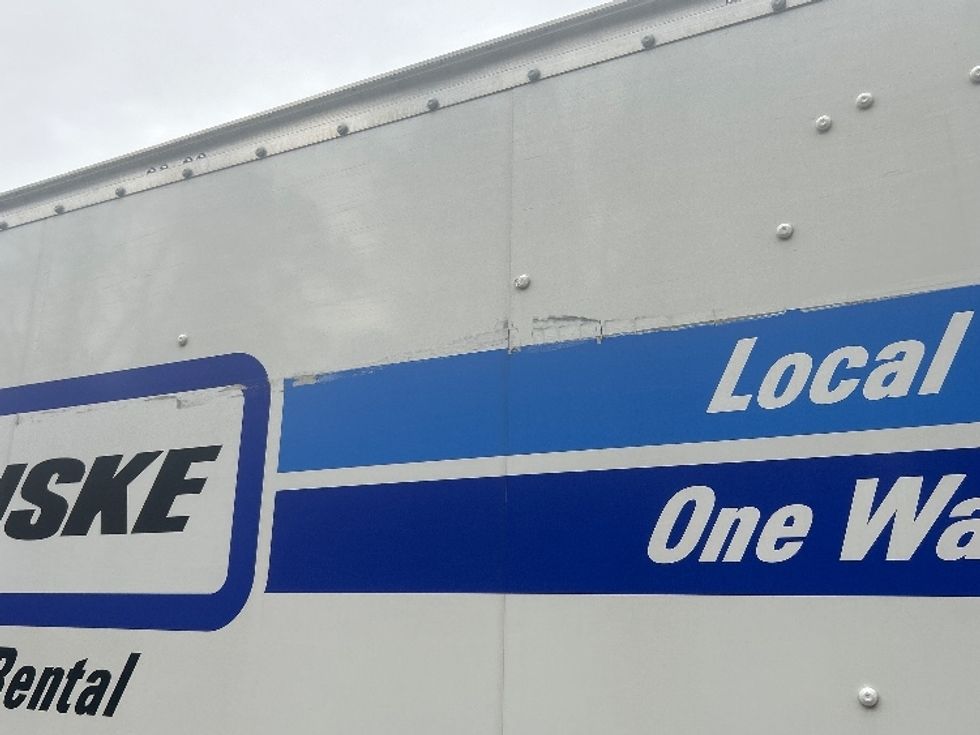 USKE
Rental
Local
One Wa